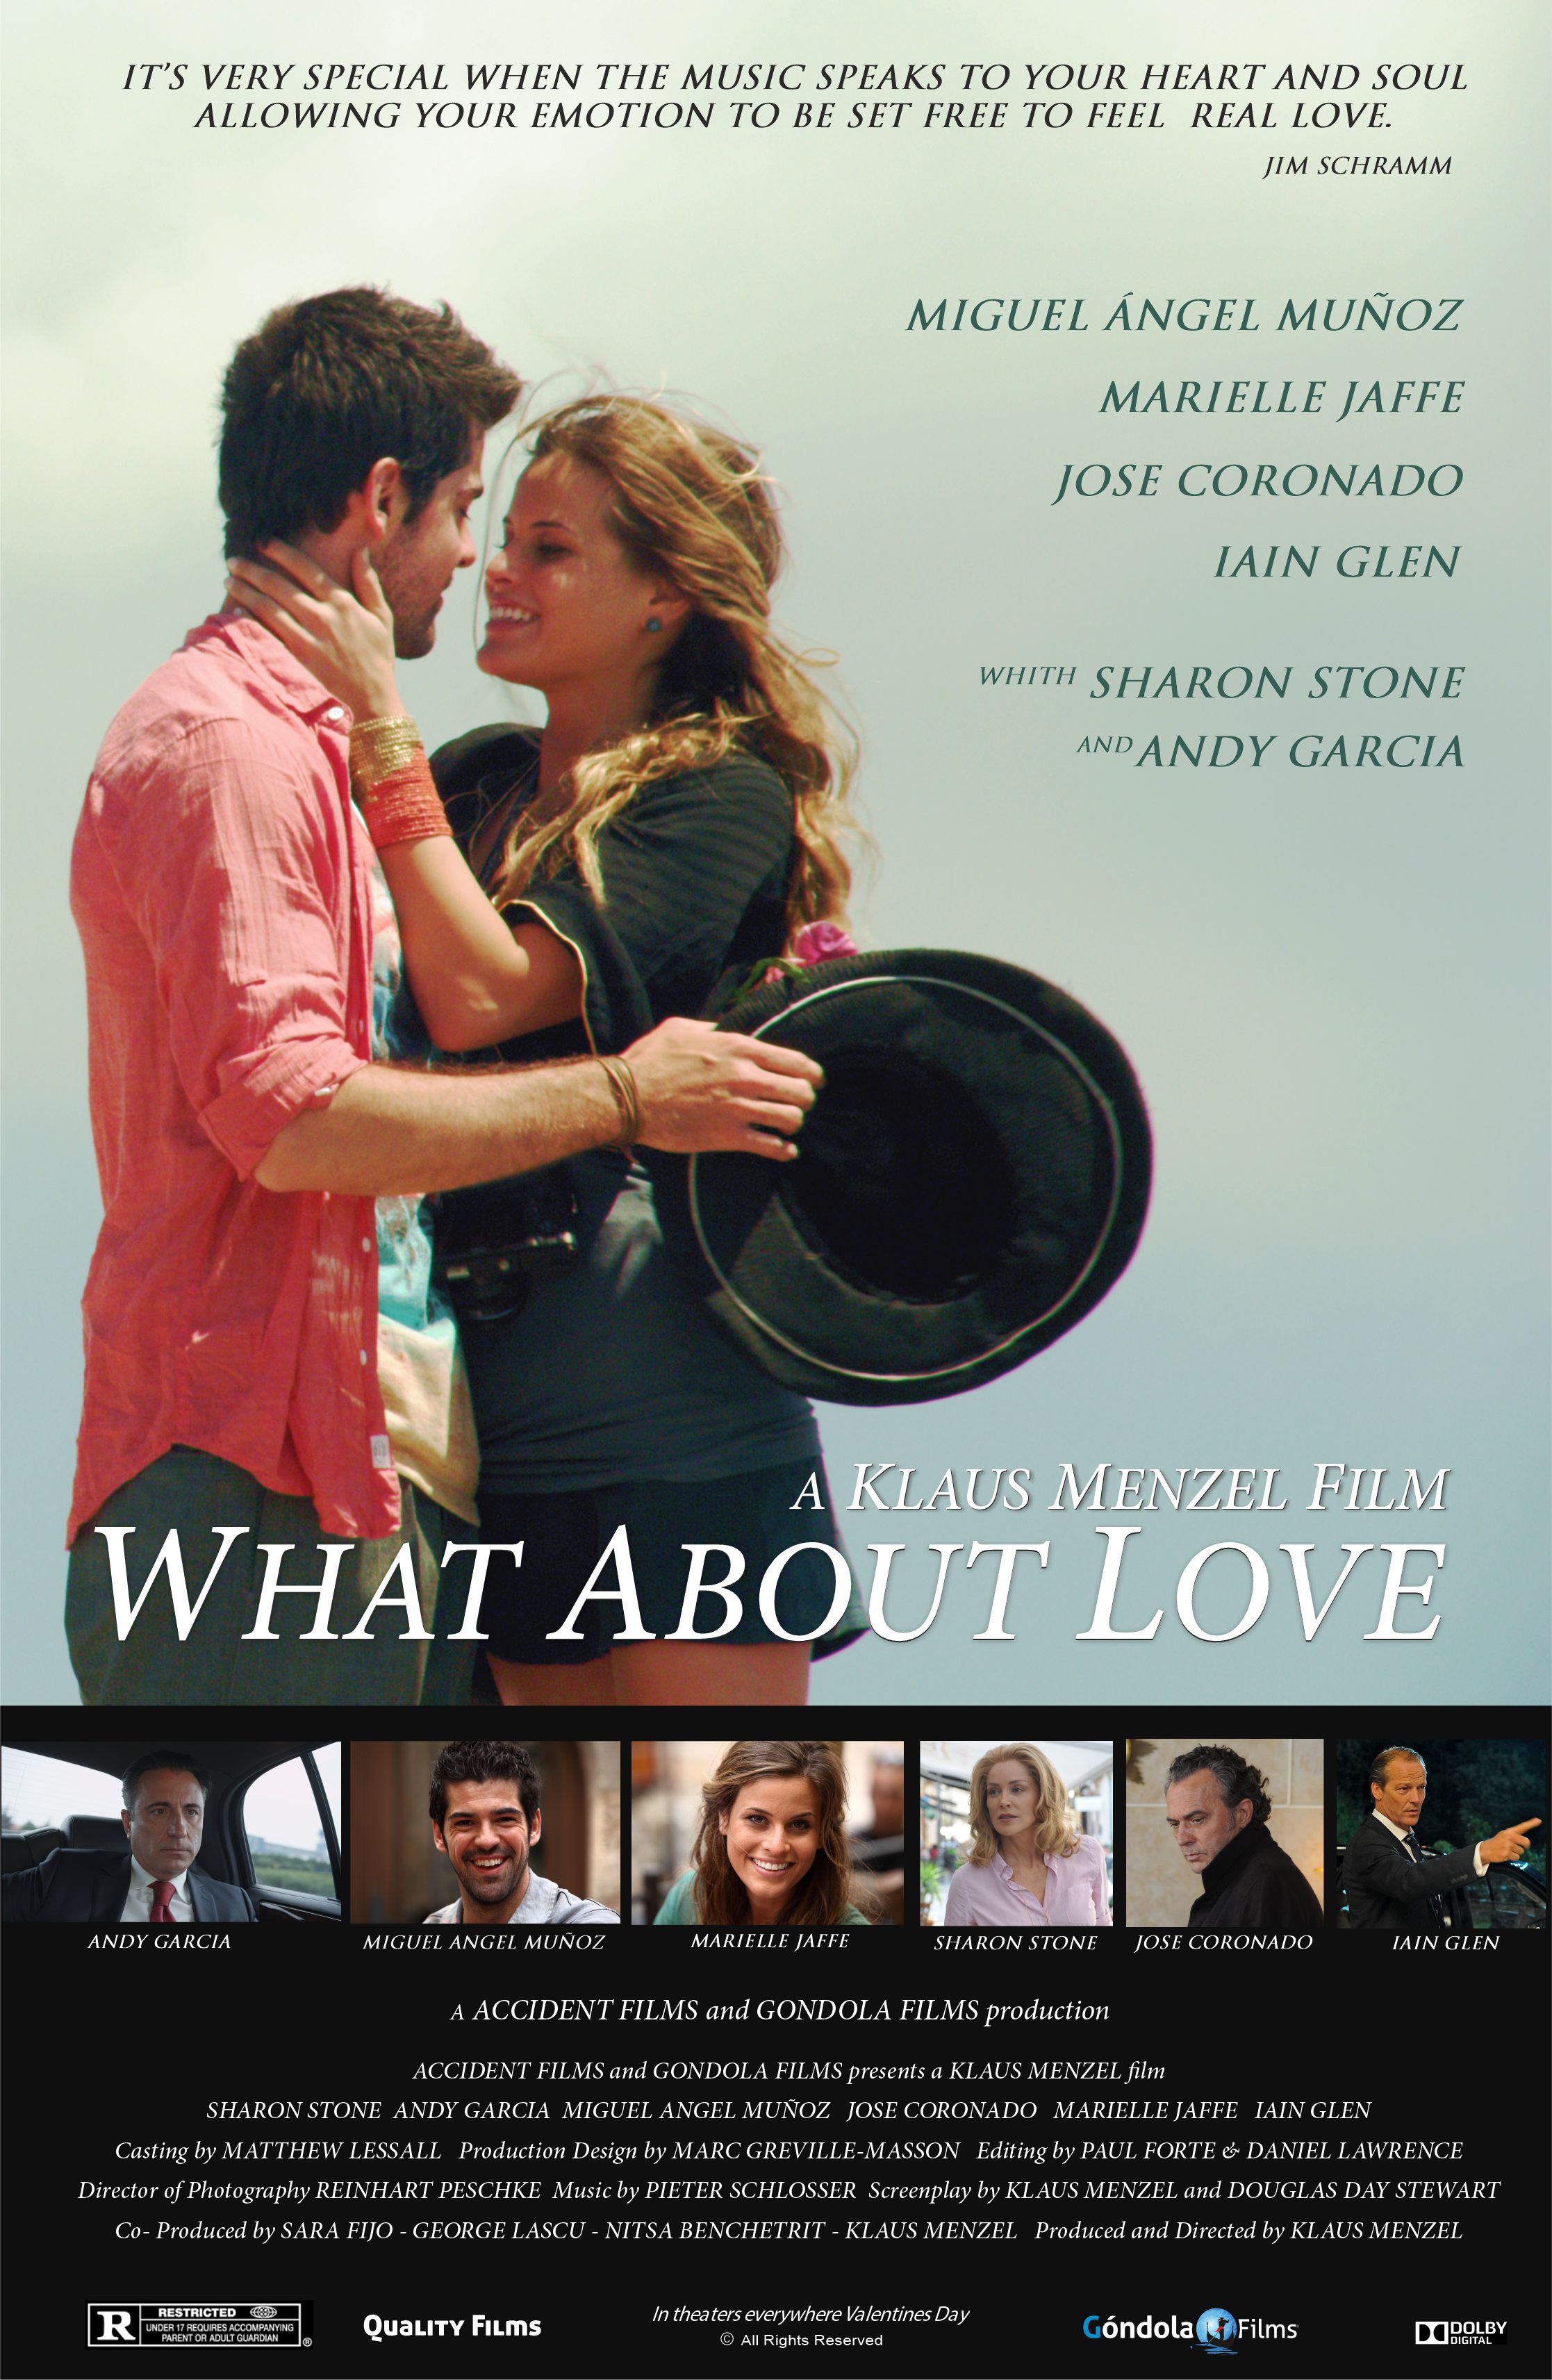 IT'S VERY SPECIAL WHEN THE MUSIC SPEAKS TO YOUR HEART AND SOUL
ALLOWING YOUR EMOTION TO BE SET FREE TO FEEL REAL LOVE.
JIM SCHRAMM
MIGUEL ÁNGEL MUÑOZ
MARIELLE JAFFE
JOSE CORONADO
IAIN GLEN
WHITH SHARON STONE
AND ANDY GARCIA
A KLAUS MENZEL FILM
WHAT ABOUT LOVE
ANDY GARCIA
MIGUEL ANGEL MUÑOZ
MARIELLE JAFFE
SHARON STONE
JOSE CORONADO
IAIN GLEN
A ACCIDENT FILMS and GONDOLA FILMS production
ACCIDENT FILMS and GONDOLA FILMS presents a KLAUS MENZEL film
SHARON STONE ANDY GARCIA MIGUEL ANGEL MUÑOZ JOSE CORONADO MARIELLE JAFFE IAIN GLEN
Casting by MATTHEW LESSALL Production Design by MARC GREVILLE-MASSON Editing by PAUL FORTE & DANIEL LAWRENCE
Director of Photography REINHART PESCHKE Music by PIETER SCHLOSSER Screenplay by KLAUS MENZEL and DOUGLAS DAY STEWART
Co- Produced by SARA FIJO - GEORGE LASCU - NITSA BENCHETRIT - KLAUS MENZEL Produced and Directed by KLAUS MENZEL
R
RESTRICTED
UNDER 17 REQUIRES ACCOMPANYING
PARENT OR ADULT GUARDIAN ®
QUALITY FILMS
In theaters everywhere Valentines Day
© All Rights Reserved
Góndola Films
DOLBY
DIGITAL